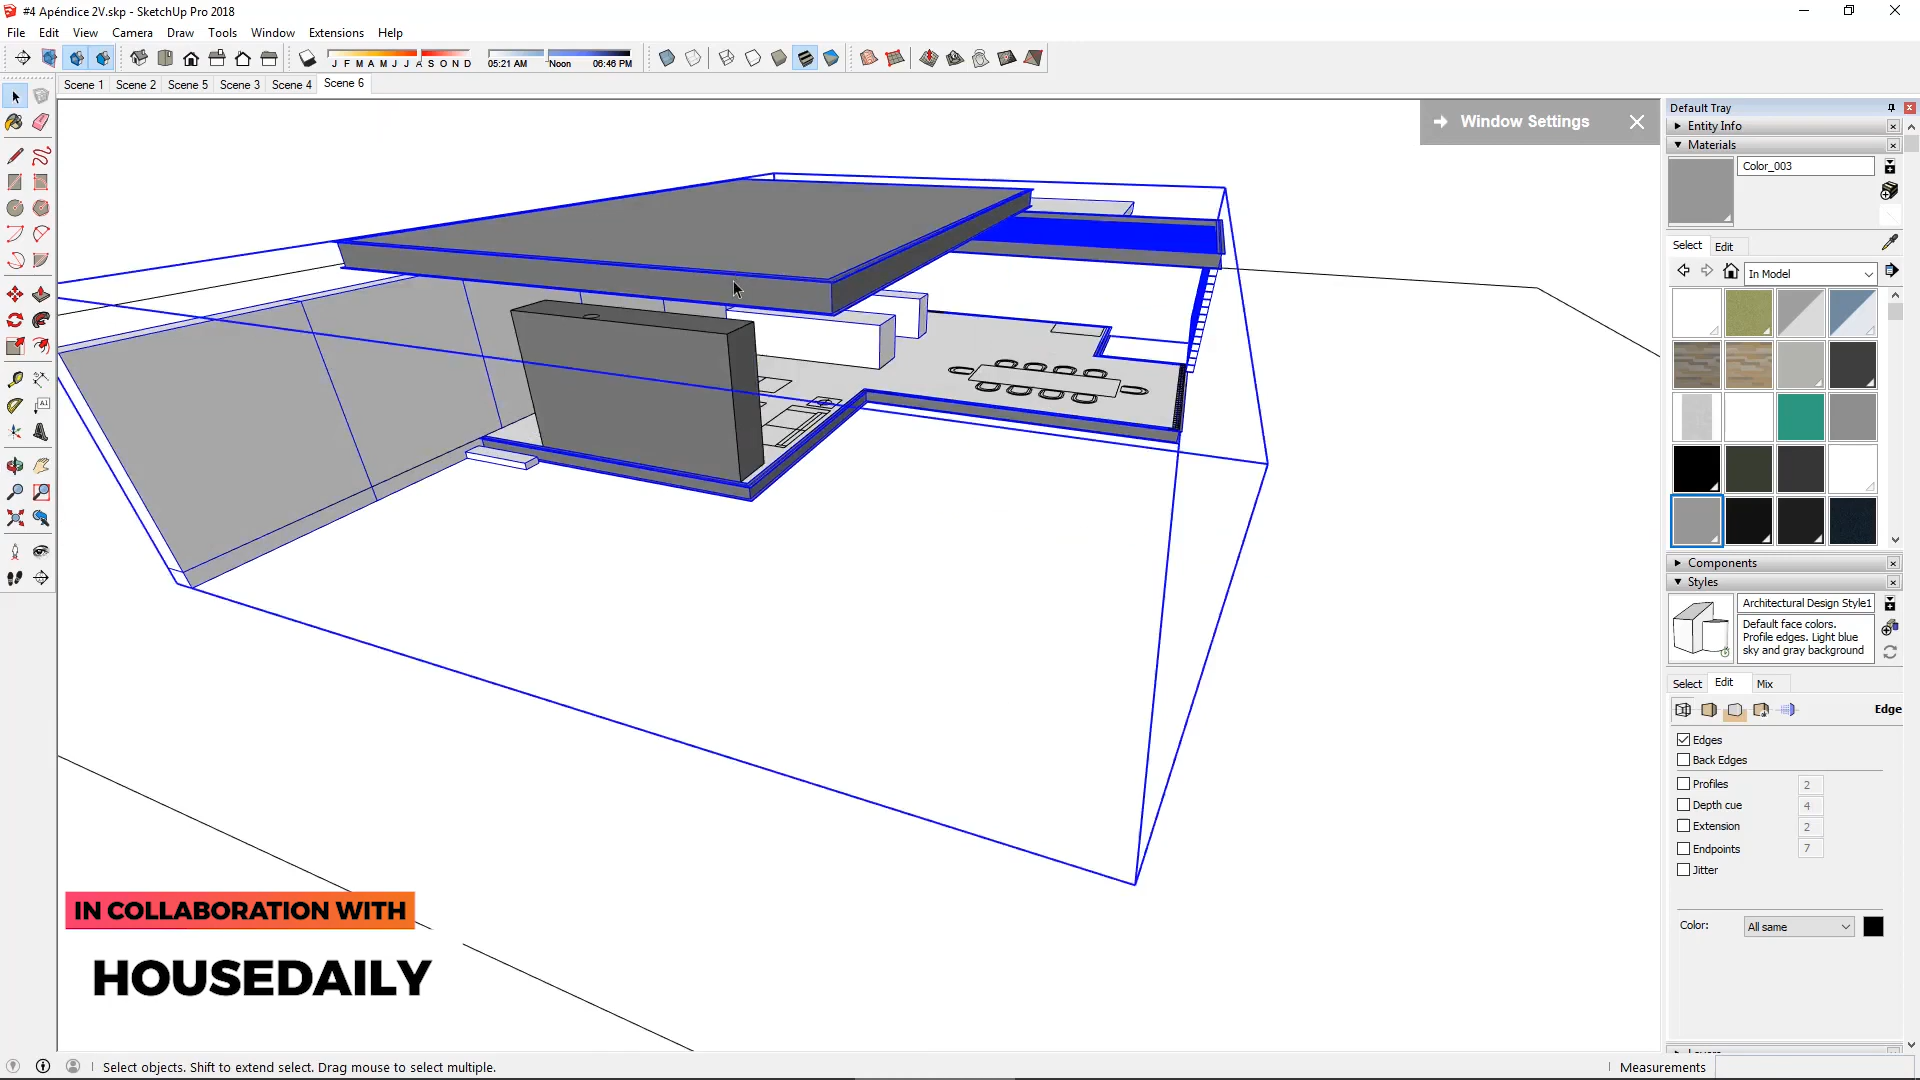 #4 Apéndice 2V.skp - SketchUp Pro 2018
File Edit View Camera Draw Tools Window Extensions Help
J F M A M J J A S O N D 05:21 AM Noon 06:46 PM
Scene 1 Scene 2 Scene 5 Scene 3 Scene 4 Scene 6
Window Settings
Default Tray
Entity Info
Materials
Color_003
Select Edit
In Model
Components
Styles
Architectural Design Style1
Default face colors.
Profile edges. Light blue
sky and gray background
Select Edit Mix
Edge
Edges
Back Edges
Profiles 2
Depth cue 4
Extension 2
Endpoints 7
Jitter
Color: All same
IN COLLABORATION WITH
HOUSEDAILY
Select objects. Shift to extend select. Drag mouse to select multiple.
Measurements